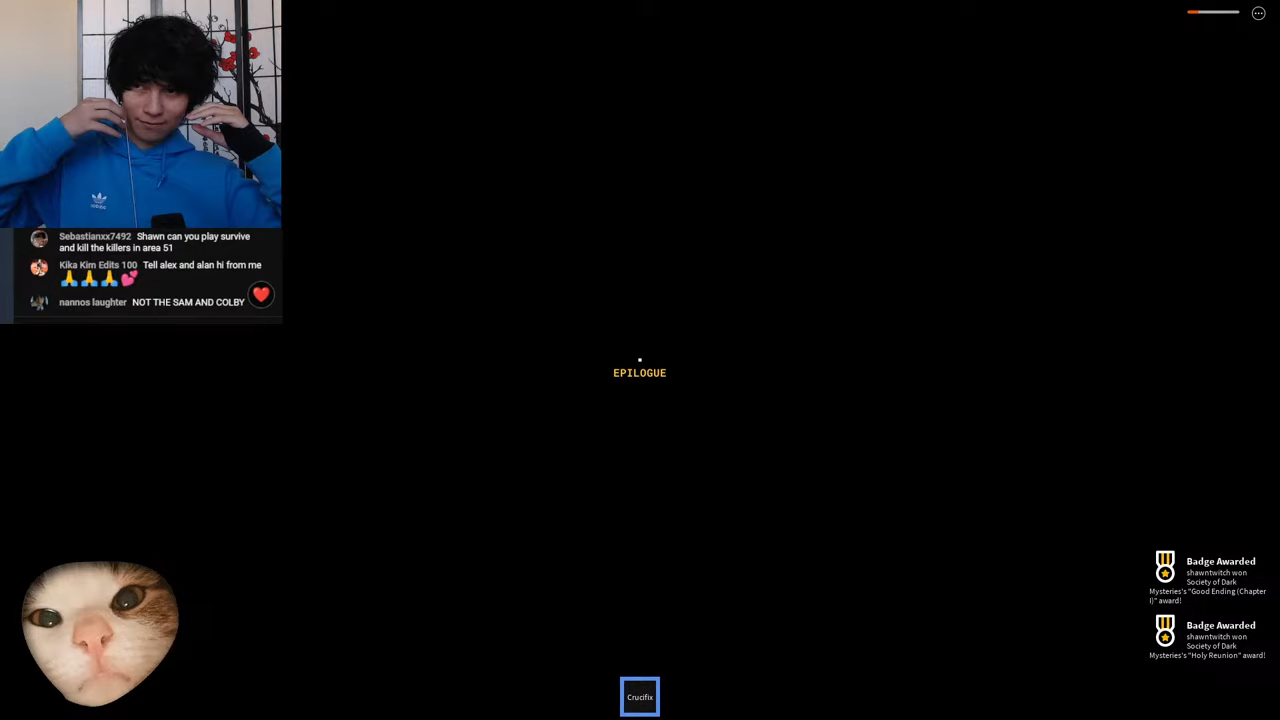 adidas
Sebastianxx7492 Shawn can you play survive
and kill the killers in area 51
Kika Kim Edits 100 Tell alex and alan hi from me
🙏🙏🙏💕
nannos laughter NOT THE SAM AND COLBY
EPILOGUE
Badge Awarded
shawntwitch won
Society of Dark
Mysteries's "Good Ending (Chapter
I)" award!
Badge Awarded
shawntwitch won
Society of Dark
Mysteries's "Holy Reunion" award!
Crucifix